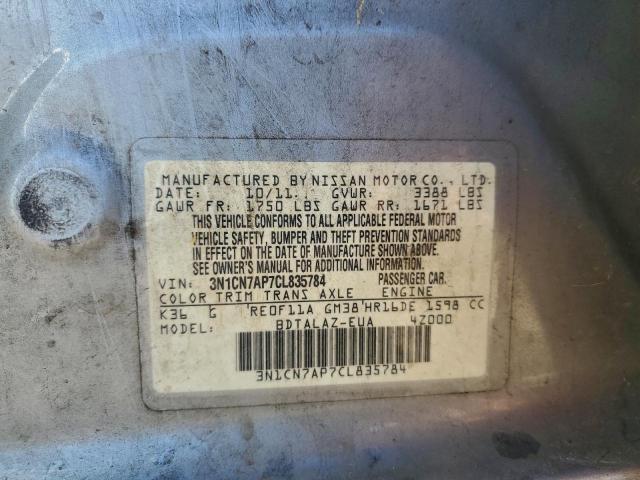 MANUFACTURED BY NISSAN MOTOR CO., LTD.
DATE: 10/11 GVWR: 3388 LBS
GAWR FR: 1750 LBS GAWR RR: 1671 LBS
THIS VEHICLE CONFORMS TO ALL APPLICABLE FEDERAL MOTOR
VEHICLE SAFETY, BUMPER AND THEFT PREVENTION STANDARDS
IN EFFECT ON THE DATE OF MANUFACTURE SHOWN ABOVE.
SEE OWNER'S MANUAL FOR ADDITIONAL INFORMATION.
VIN: 3N1CN7AP7CL835784 PASSENGER CAR.
COLOR TRIM TRANS AXLE ENGINE
K36 G RE0F11A GM38 HR16DE 1598 CC
MODEL: BDTALAZ-EUA 4Z000
3N1CN7AP7CL835784